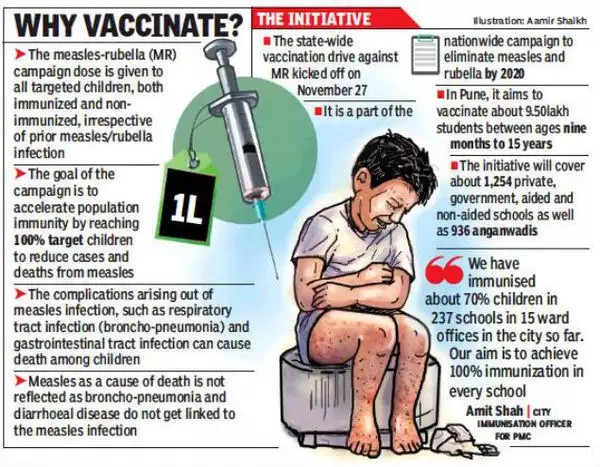 WHY VACCINATE?
➤ The measles-rubella (MR)
campaign dose is given to
all targeted children, both
immunized and non-
immunized, irrespective
of prior measles/rubella
infection
➤ The goal of the
campaign is to
accelerate population
immunity by reaching
100% target children
to reduce cases and
deaths from measles
➤ The complications arising out of
measles infection, such as respiratory
tract infection (broncho-pneumonia) and
gastrointestinal tract infection can cause
death among children
➤ Measles as a cause of death is not
reflected as broncho-pneumonia and
diarrhoeal disease do not get linked to
the measles infection
1L
THE INITIATIVE
Illustration: Aamir Shaikh
■ The state-wide
vaccination drive against
MR kicked off on
November 27
■ It is a part of the
nationwide campaign to
eliminate measles and
rubella by 2020
■ In Pune, it aims to
vaccinate about 9.50lakh
students between ages nine
months to 15 years
■ The initiative will cover
about 1,254 private,
government, aided and
non-aided schools as well
as 936 anganwadis
❝ We have
immunised
about 70% children in
237 schools in 15 ward
offices in the city so far.
Our aim is to achieve
100% immunization in
every school
Amit Shah | CITY
IMMUNISATION OFFICER
FOR PMC